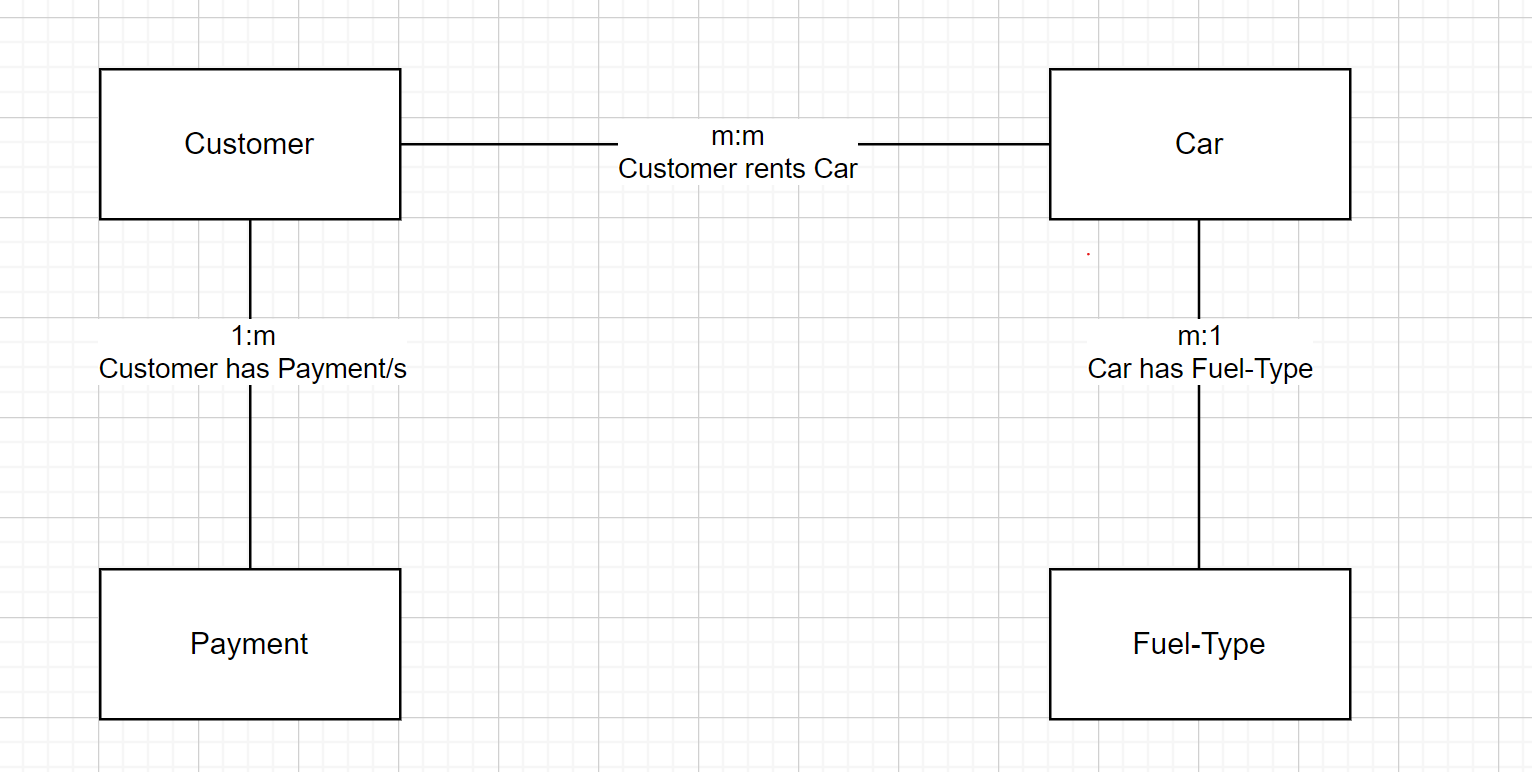 Customer
m:m
Customer rents Car
Car
1:m
Customer has Payment/s
m:1
Car has Fuel-Type
Payment
Fuel-Type